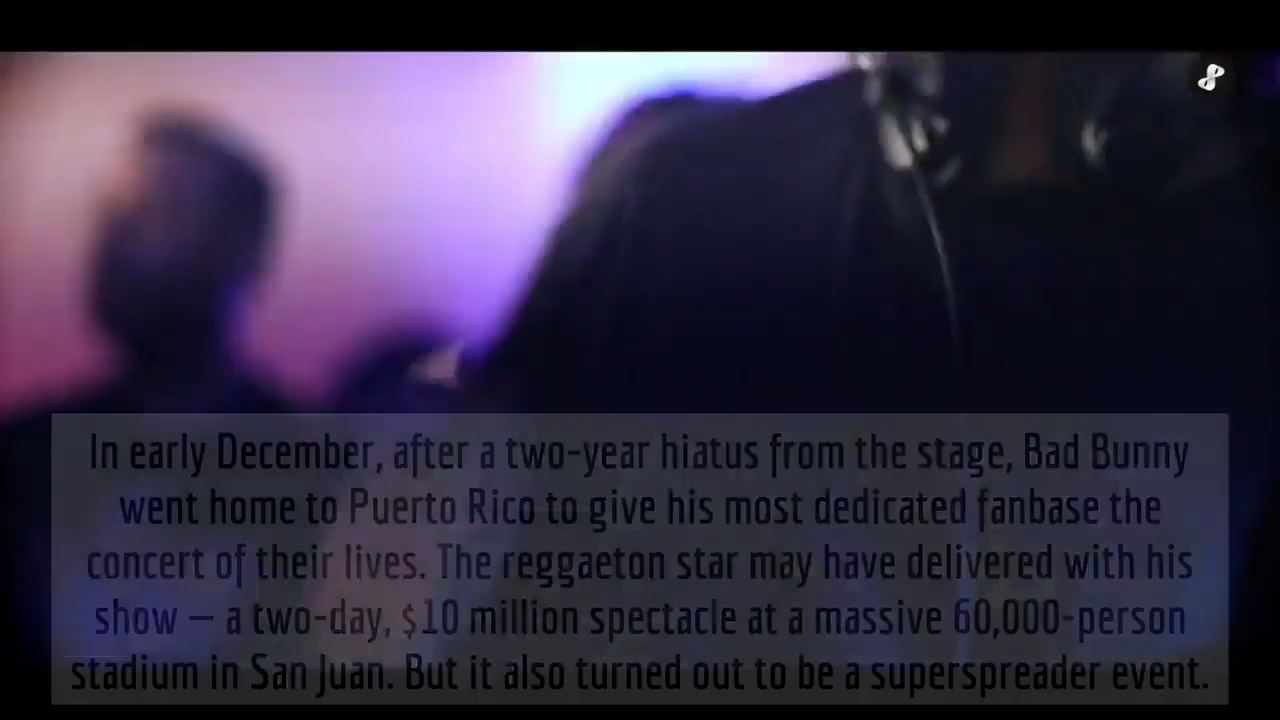 In early December, after a two-year hiatus from the stage, Bad Bunny
went home to Puerto Rico to give his most dedicated fanbase the
concert of their lives. The reggaeton star may have delivered with his
show — a two-day, $10 million spectacle at a massive 60,000-person
stadium in San Juan. But it also turned out to be a superspreader event.